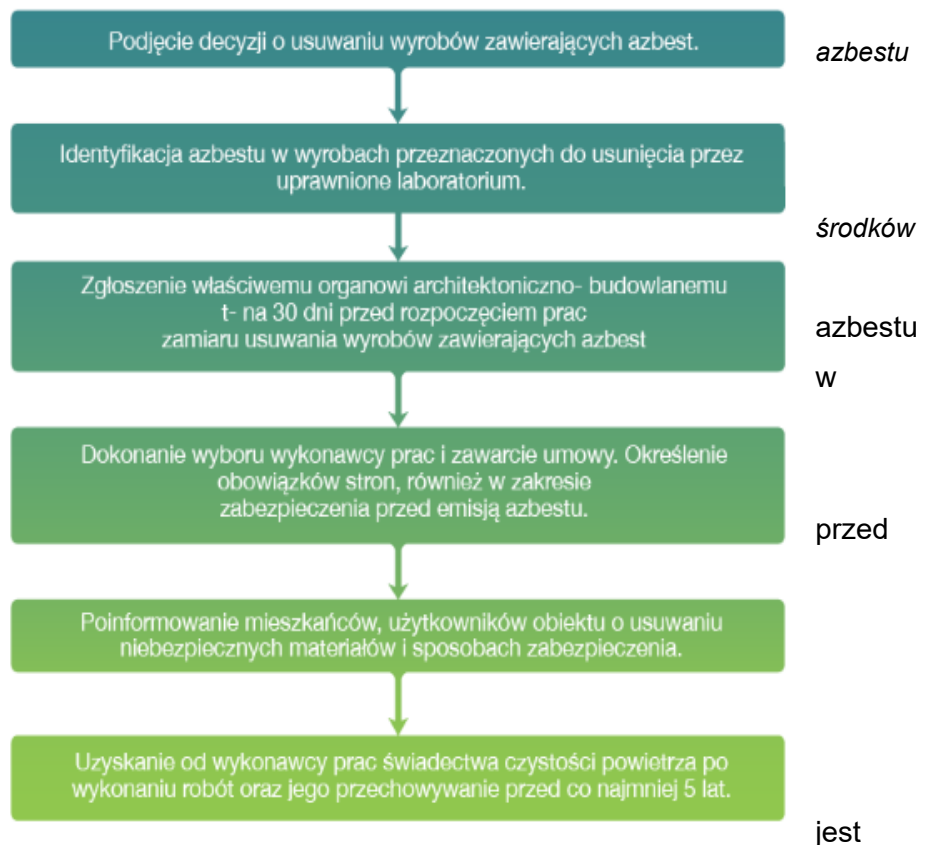 Podjęcie decyzji o usuwaniu wyrobów zawierających azbest.
azbestu
Identyfikacja azbestu w wyrobach przeznaczonych do usunięcia przez
uprawnione laboratorium.
środków
Zgłoszenie właściwemu organowi architektoniczno- budowlanemu
t- na 30 dni przed rozpoczęciem prac
zamiaru usuwania wyrobów zawierających azbest
azbestu
w
Dokonanie wyboru wykonawcy prac i zawarcie umowy. Określenie
obowiązków stron, również w zakresie
zabezpieczenia przed emisją azbestu.
przed
Poinformowanie mieszkańców, użytkowników obiektu o usuwaniu
niebezpiecznych materiałów i sposobach zabezpieczenia.
Uzyskanie od wykonawcy prac świadectwa czystości powietrza po
wykonaniu robót oraz jego przechowywanie przed co najmniej 5 lat.
jest